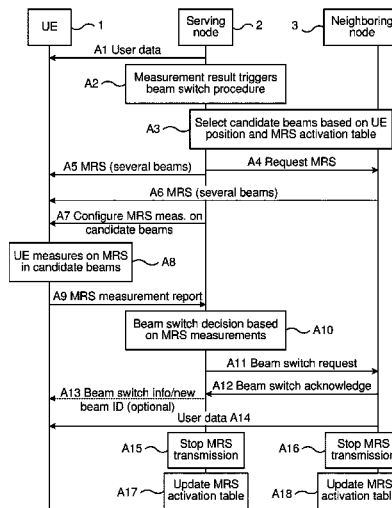 UE
1
Serving
node
2
3
Neighboring
node
A1 User data
A2
Measurement result triggers
beam switch procedure
A3
Select candidate beams based on UE
position and MRS activation table
A5 MRS (several beams)
A4 Request MRS
A6 MRS (several beams)
A7 Configure MRS meas. on
candidate beams
UE measures on MRS
in candidate beams
A8
A9 MRS measurement report
Beam switch decision based
on MRS measurements
A10
A11 Beam switch request
A12 Beam switch acknowledge
A13 Beam switch info/new
beam ID (optional)
User data A14
A15
Stop MRS
transmission
A16
Stop MRS
transmission
A17
Update MRS
activation table
A18
Update MRS
activation table